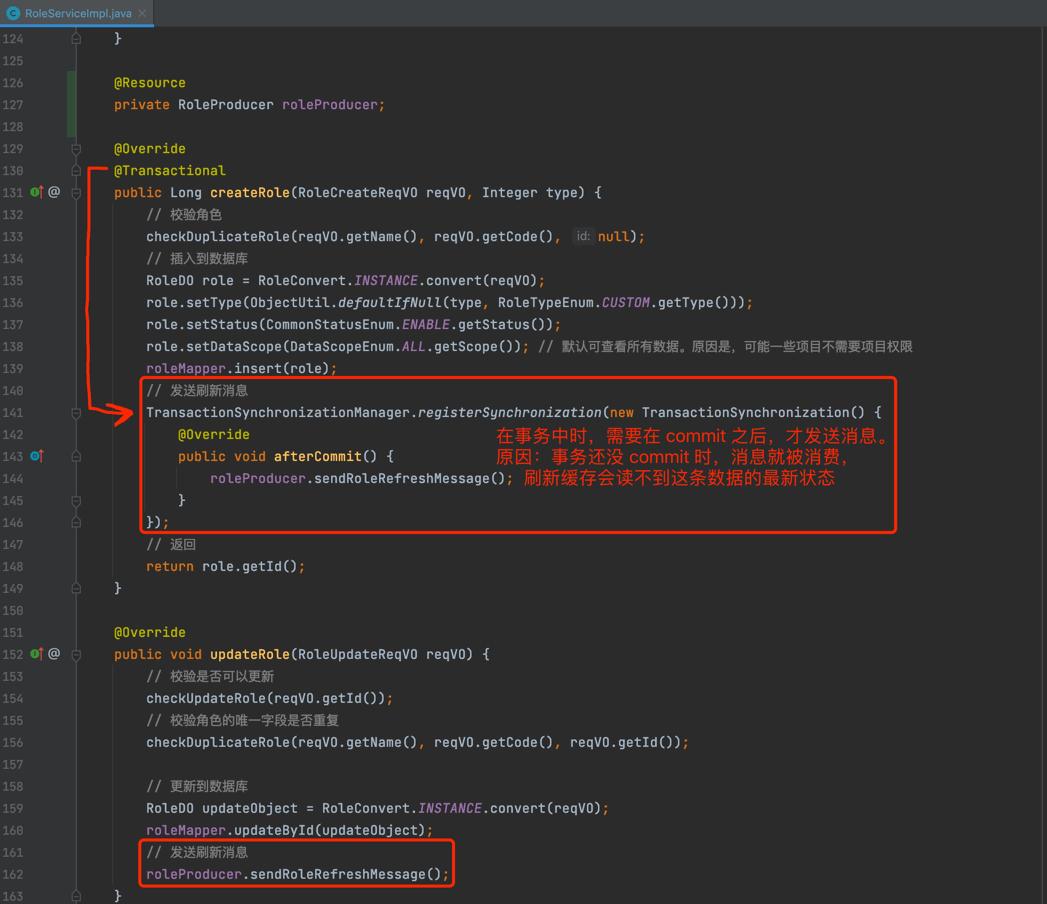 RoleServiceImpl.java
124 }
125
126 @Resource
127 private RoleProducer roleProducer;
128
129 @Override
130 @Transactional
131 public Long createRole(RoleCreateReqVO reqVO, Integer type) {
132 // 校验角色
133 checkDuplicateRole(reqVO.getName(), reqVO.getCode(), id: null);
134 // 插入到数据库
135 RoleDO role = RoleConvert.INSTANCE.convert(reqVO);
136 role.setType(ObjectUtil.defaultIfNull(type, RoleTypeEnum.CUSTOM.getType()));
137 role.setStatus(CommonStatusEnum.ENABLE.getStatus());
138 role.setDataScope(DataScopeEnum.ALL.getScope()); // 默认可查看所有数据。原因是，可能一些项目不需要项目权限
139 roleMapper.insert(role);
140 // 发送刷新消息
141 TransactionSynchronizationManager.registerSynchronization(new TransactionSynchronization() {
142 @Override 在事务中时，需要在 commit 之后，才发送消息。
143 public void afterCommit() { 原因：事务还没 commit 时，消息就被消费，
144 roleProducer.sendRoleRefreshMessage(); 刷新缓存会读不到这条数据的最新状态
145 }
146 });
147 // 返回
148 return role.getId();
149 }
150
151 @Override
152 public void updateRole(RoleUpdateReqVO reqVO) {
153 // 校验是否可以更新
154 checkUpdateRole(reqVO.getId());
155 // 校验角色的唯一字段是否重复
156 checkDuplicateRole(reqVO.getName(), reqVO.getCode(), reqVO.getId());
157
158 // 更新到数据库
159 RoleDO updateObject = RoleConvert.INSTANCE.convert(reqVO);
160 roleMapper.updateById(updateObject);
161 // 发送刷新消息
162 roleProducer.sendRoleRefreshMessage();
163 }